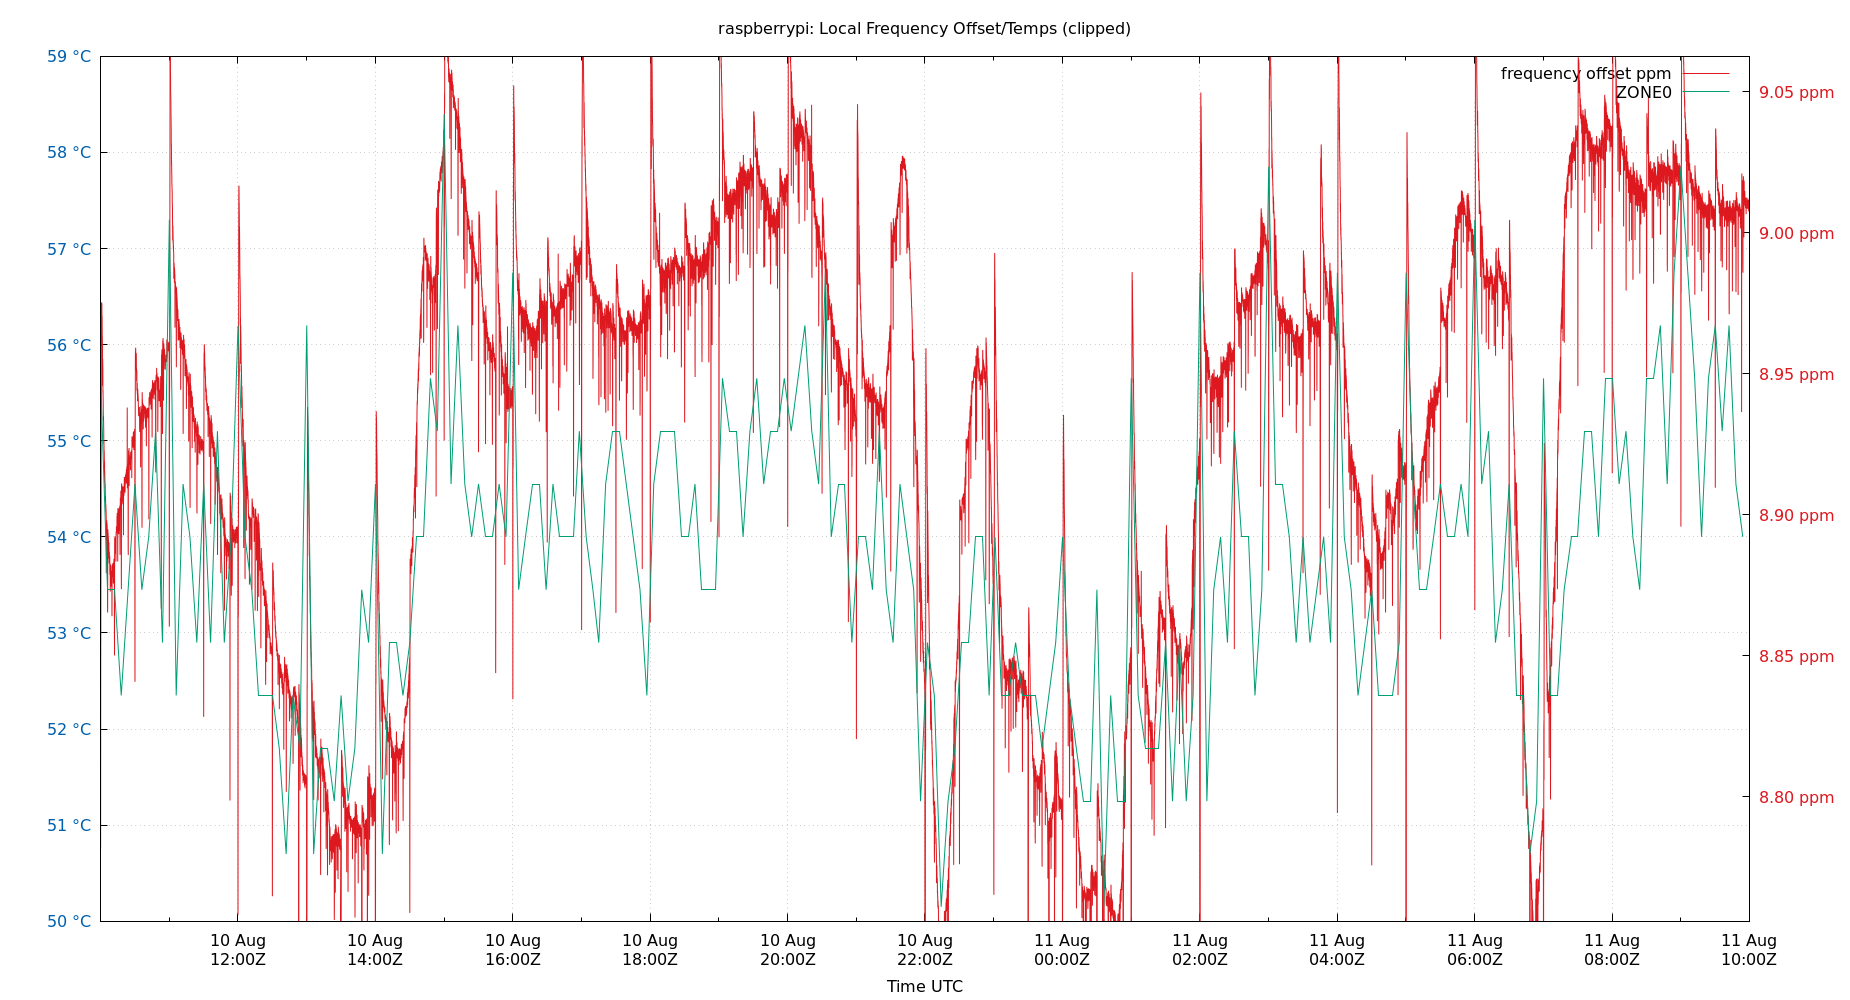 raspberrypi: Local Frequency Offset/Temps (clipped)
59 °C
58 °C
57 °C
56 °C
55 °C
54 °C
53 °C
52 °C
51 °C
50 °C
frequency offset ppm
ZONE0
9.05 ppm
9.00 ppm
8.95 ppm
8.90 ppm
8.85 ppm
8.80 ppm
10 Aug
12:00Z
10 Aug
14:00Z
10 Aug
16:00Z
10 Aug
18:00Z
10 Aug
20:00Z
10 Aug
22:00Z
11 Aug
00:00Z
11 Aug
02:00Z
11 Aug
04:00Z
11 Aug
06:00Z
11 Aug
08:00Z
11 Aug
10:00Z
Time UTC